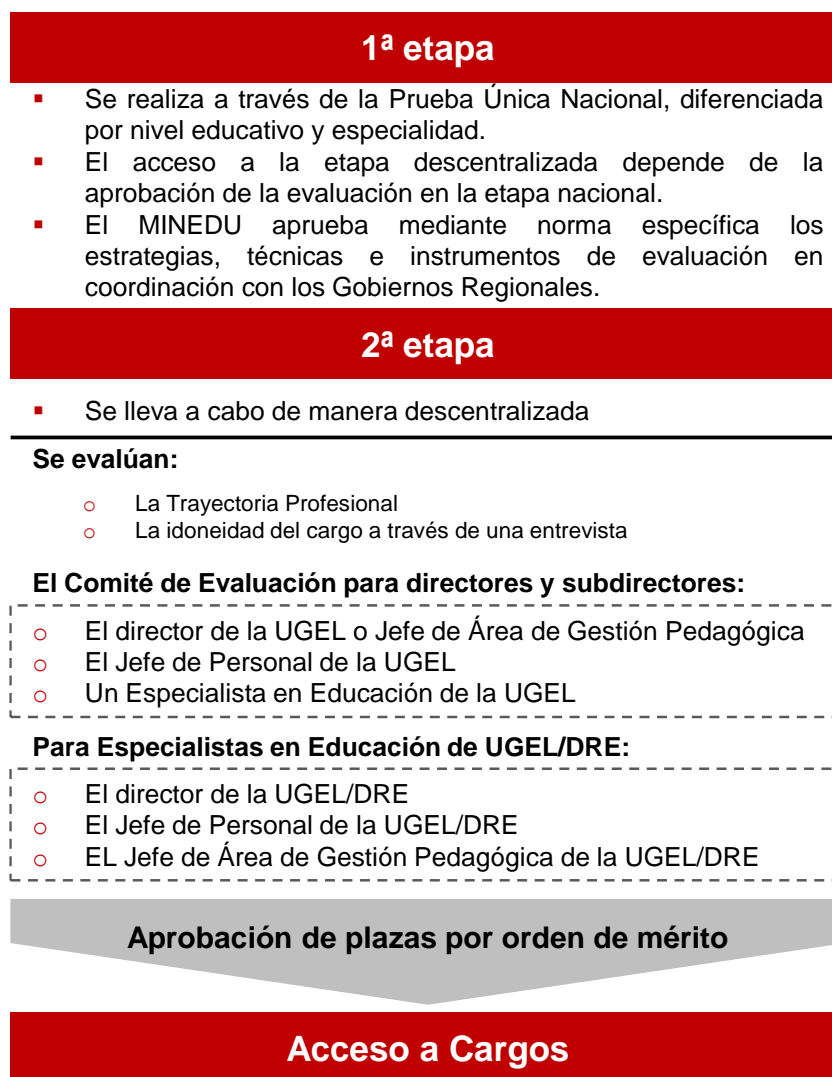 1ª etapa
▪ Se realiza a través de la Prueba Única Nacional, diferenciada
por nivel educativo y especialidad.
▪ El acceso a la etapa descentralizada depende de la
aprobación de la evaluación en la etapa nacional.
▪ El MINEDU aprueba mediante norma específica los
estrategias, técnicas e instrumentos de evaluación en
coordinación con los Gobiernos Regionales.
2ª etapa
▪ Se lleva a cabo de manera descentralizada
Se evalúan:
o La Trayectoria Profesional
o La idoneidad del cargo a través de una entrevista
El Comité de Evaluación para directores y subdirectores:
o El director de la UGEL o Jefe de Área de Gestión Pedagógica
o El Jefe de Personal de la UGEL
o Un Especialista en Educación de la UGEL
Para Especialistas en Educación de UGEL/DRE:
o El director de la UGEL/DRE
o El Jefe de Personal de la UGEL/DRE
o EL Jefe de Área de Gestión Pedagógica de la UGEL/DRE
Aprobación de plazas por orden de mérito
Acceso a Cargos